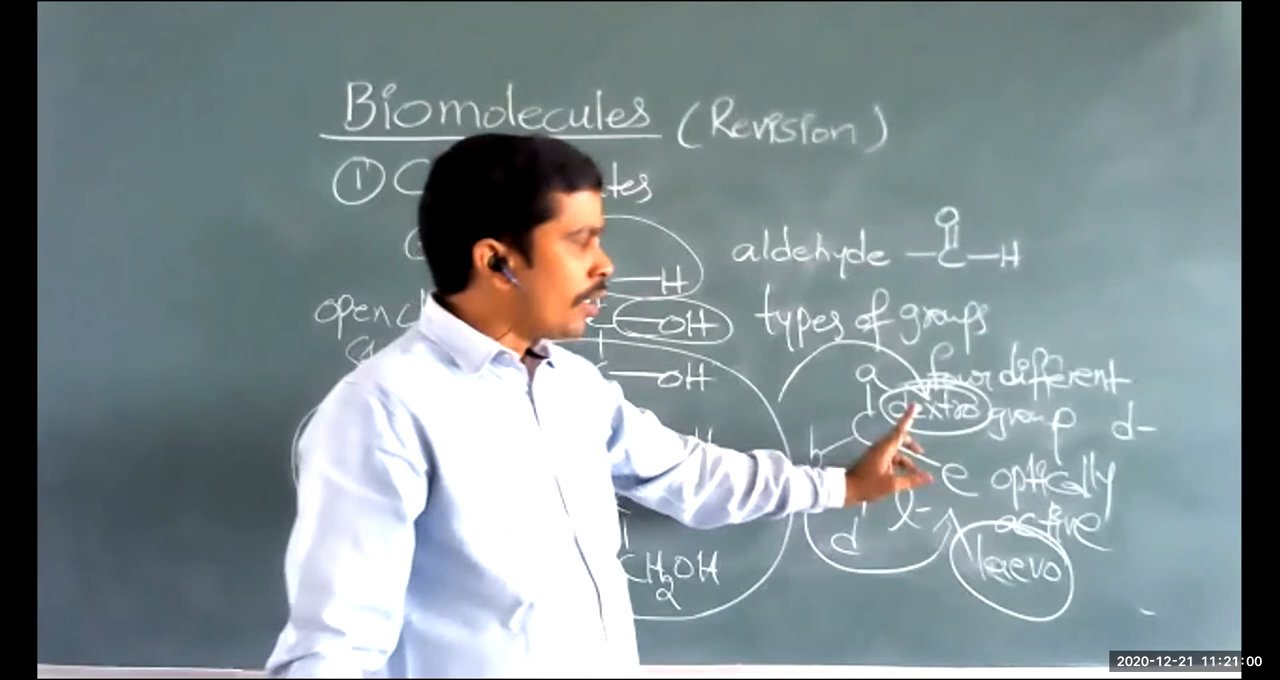 Biomolecules (Revision)
① C tes
aldehyde –C–H
O
H
open c
OH
types of groups
OH
a four different
dextro group d-
C
b
e optically
active
l-
d
laevo
CH2OH
2020-12-21 11:21:00